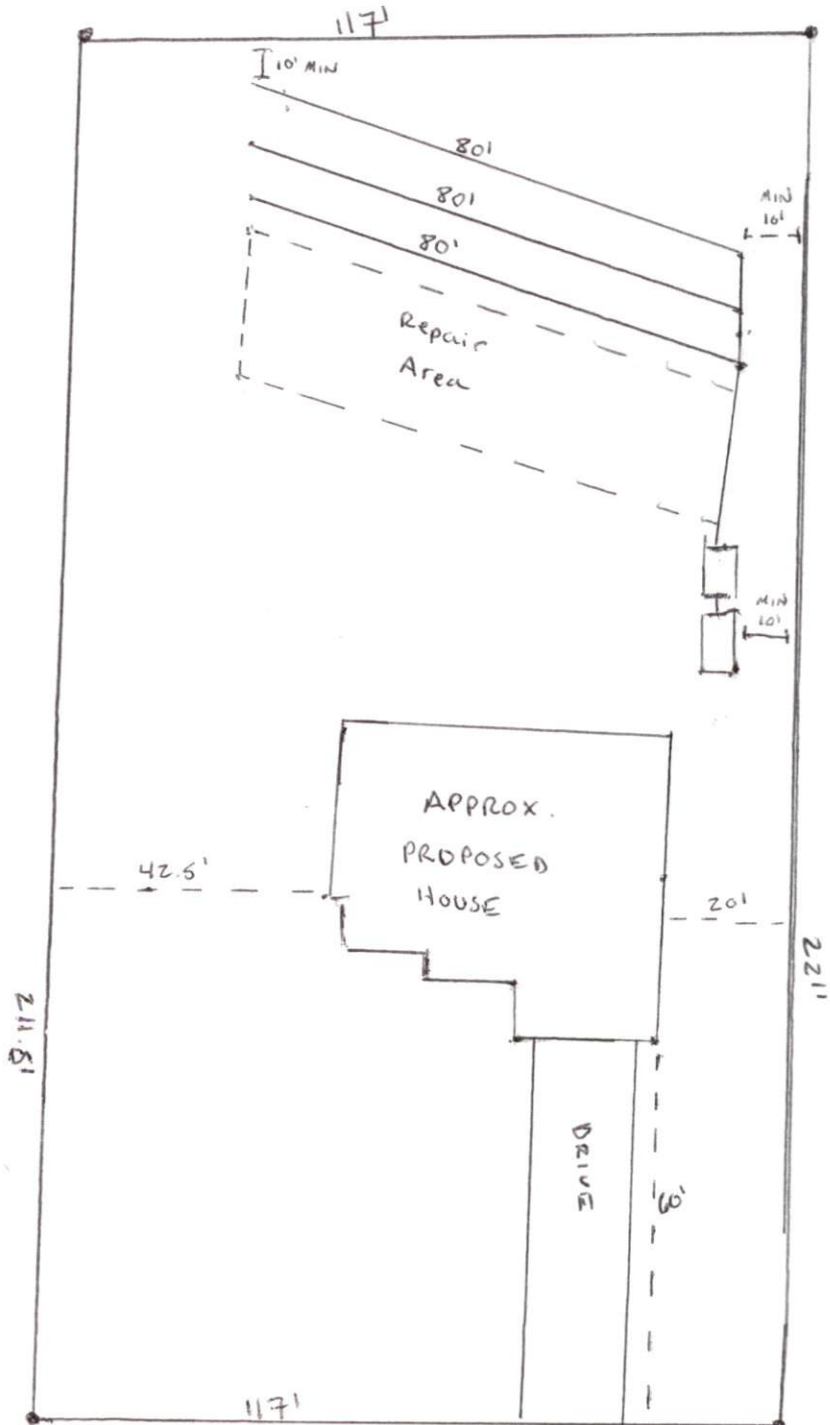 117'
10' MIN
80'
80'
80'
MIN
10'
Repair
Area
MIN
10'
APPROX.
PROPOSED
HOUSE
42.5'
20'
221'
211.8'
DRIVE
60'
117'